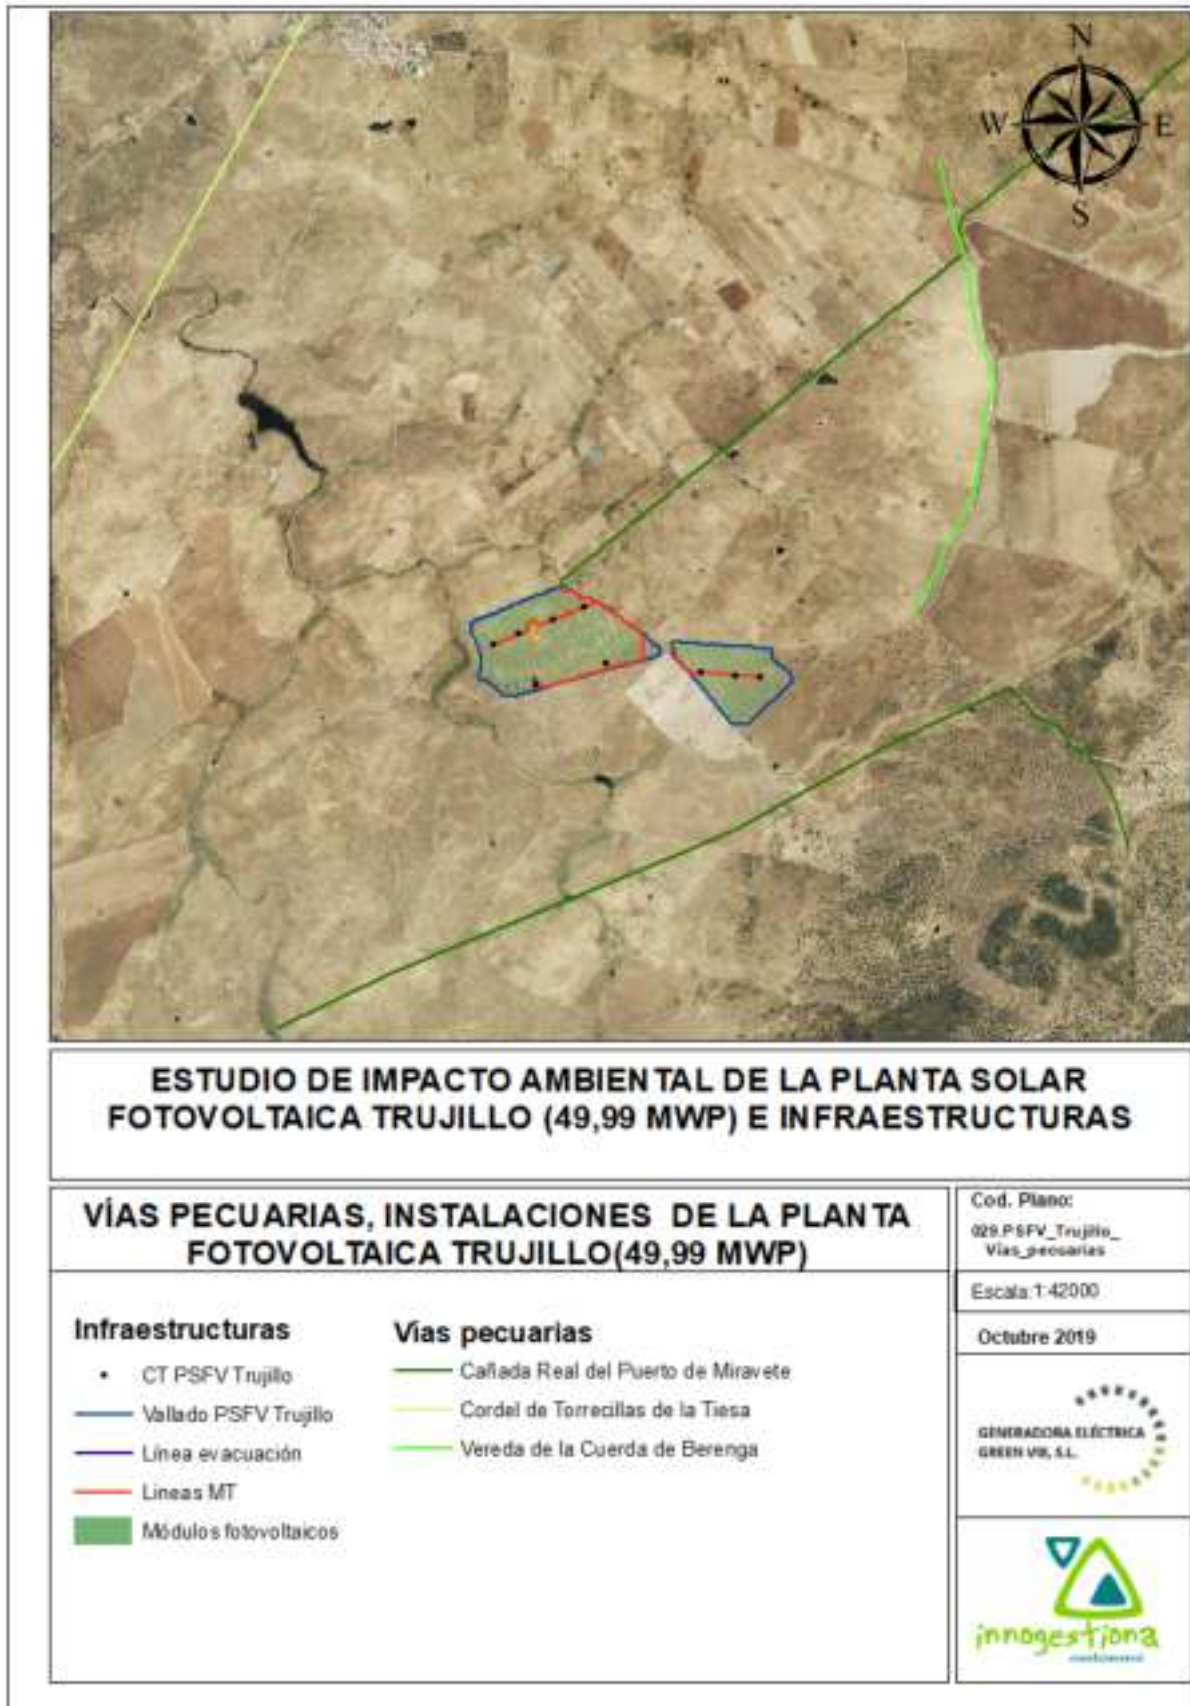 N
W
E
S
ESTUDIO DE IMPACTO AMBIENTAL DE LA PLANTA SOLAR
FOTOVOLTAICA TRUJILLO (49,99 MWP) E INFRAESTRUCTURAS
VÍAS PECUARIAS, INSTALACIONES DE LA PLANTA
FOTOVOLTAICA TRUJILLO(49,99 MWP)
Infraestructuras
CT PSFV Trujillo
Vallado PSFV Trujillo
Línea evacuación
Lineas MT
Módulos fotovoltaicos
Vías pecuarias
Cañada Real del Puerto de Miravete
Cordel de Torrecillas de la Tiesa
Vereda de la Cuerda de Berenga
Cod. Plano:
029.PSFV_Trujillo_
Vías_pecuarias
Escala:1:42000
Octubre 2019
GENERADORA ELÉCTRICA
GREEN VIII, S.L.
innogestiona